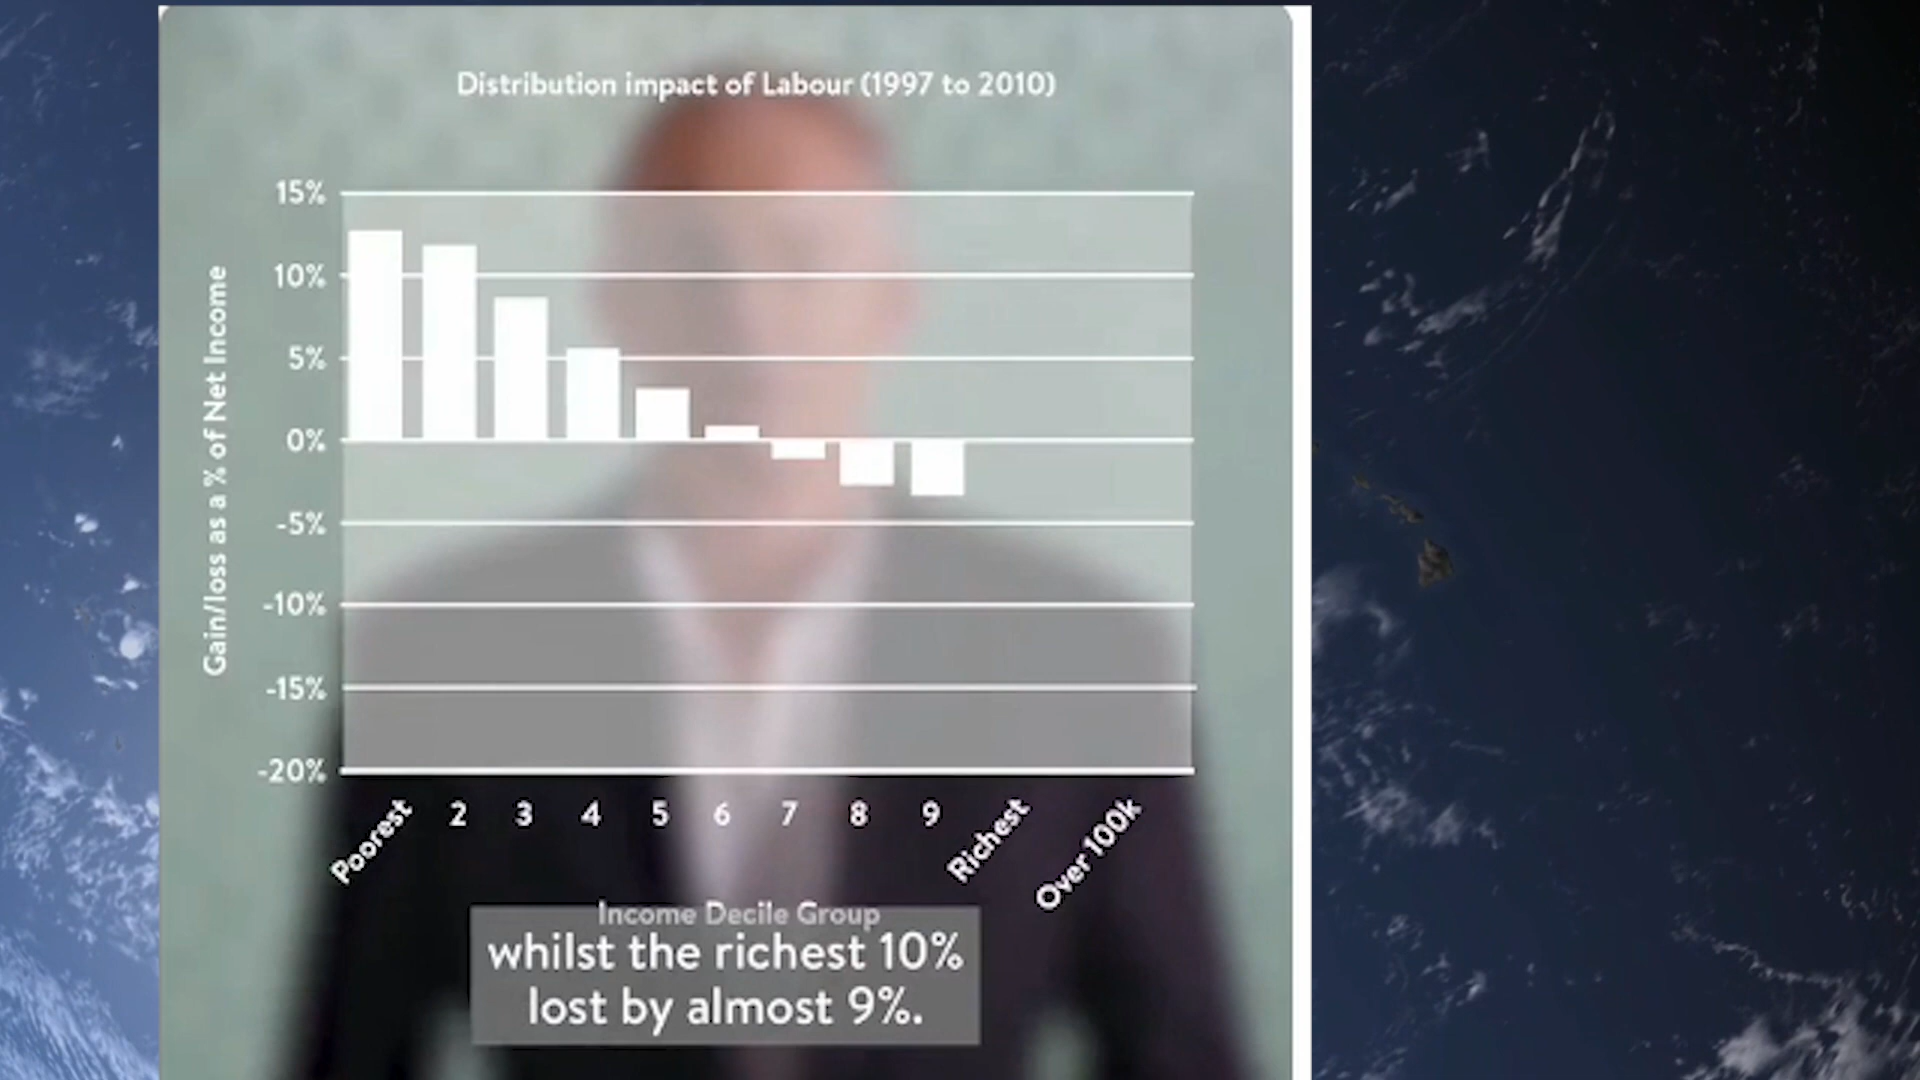 Distribution impact of Labour (1997 to 2010)
Gain/loss as a % of Net Income
15%
10%
5%
0%
-5%
-10%
-15%
-20%
Poorest 2 3 4 5 6 7 8 9 Richest Over 100k
Income Decile Group
whilst the richest 10%
lost by almost 9%.